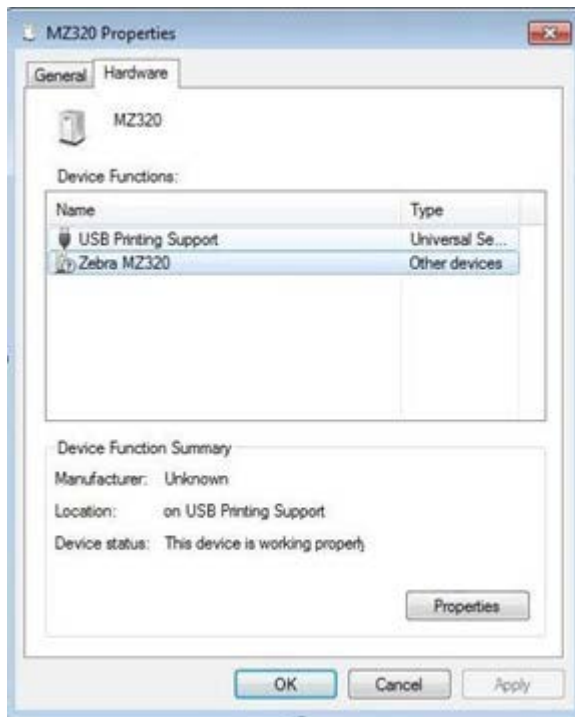 MZ320 Properties
General Hardware
MZ320
Device Functions:
Name Type
USB Printing Support Universal Se...
Zebra MZ320 Other devices
Device Function Summary
Manufacturer: Unknown
Location: on USB Printing Support
Device status: This device is working properly
Properties
OK Cancel Apply